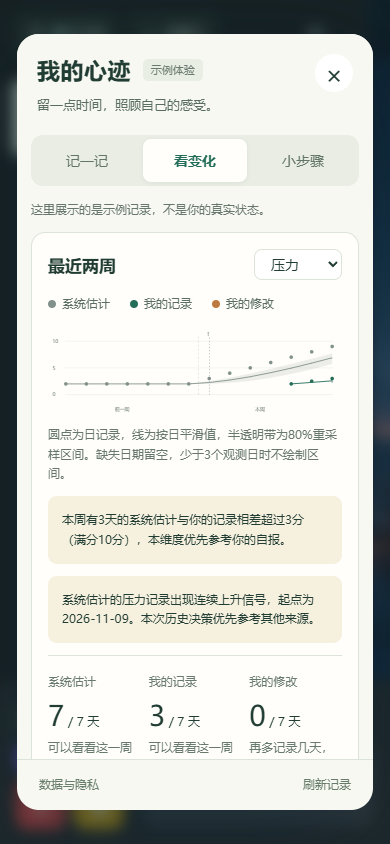 我的心迹 示例体验
留一点时间，照顾自己的感受。
记一记 看变化 小步骤
这里展示的是示例记录，不是你的真实状态。
最近两周 压力
系统估计 我的记录 我的修改
10
5
0
前一周 本周
圆点为日记录，线为按日平滑值，半透明带为80%重采
样区间。缺失日期留空，少于3个观测日时不绘制区
间。
本周有3天的系统估计与你的记录相差超过3分
（满分10分），本维度优先参考你的自报。
系统估计的压力记录出现连续上升信号，起点为
2026-11-09。本次历史决策优先参考其他来源。
系统估计 我的记录 我的修改
7 / 7 天 3 / 7 天 0 / 7 天
可以看看这一周 可以看看这一周 再多记录几天，
数据与隐私 刷新记录